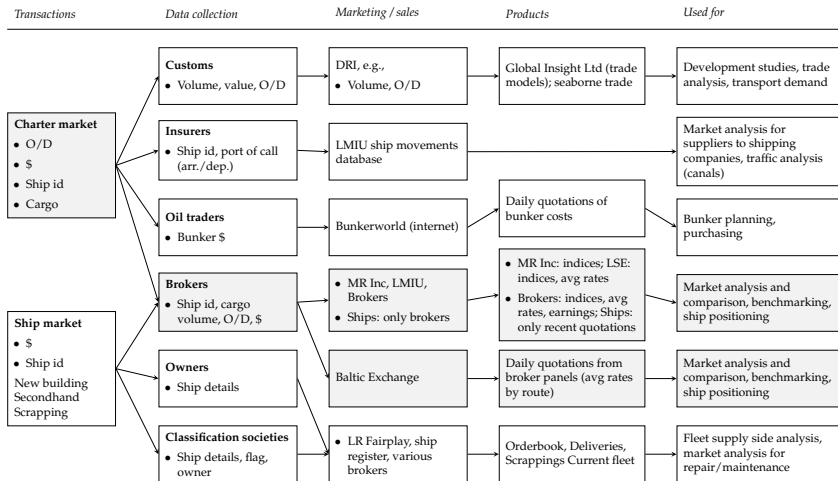 Transactions
Data collection
Marketing / sales
Products
Used for
Charter market
• O/D
• $
• Ship id
• Cargo
Ship market
• $
• Ship id
New building
Secondhand
Scrapping
Customs
• Volume, value, O/D
Insurers
• Ship id, port of call
(arr./dep.)
Oil traders
• Bunker $
Brokers
• Ship id, cargo
volume, O/D, $
Owners
• Ship details
Classification societies
• Ship details, flag,
owner
DRI, e.g.,
• Volume, O/D
LMIU ship movements
database
Bunkerworld (internet)
• MR Inc, LMIU,
Brokers
• Ships: only brokers
Baltic Exchange
• LR Fairplay, ship
register, various
brokers
Global Insight Ltd (trade
models); seaborne trade
Daily quotations of
bunker costs
• MR Inc: indices; LSE:
indices, avg rates
• Brokers: indices, avg
rates, earnings; Ships:
only recent quotations
Daily quotations from
broker panels (avg rates
by route)
Orderbook, Deliveries,
Scrappings Current fleet
Development studies, trade
analysis, transport demand
Market analysis for
suppliers to shipping
companies, traffic analysis
(canals)
Bunker planning,
purchasing
Market analysis and
comparison, benchmarking,
ship positioning
Market analysis and
comparison, benchmarking,
ship positioning
Fleet supply side analysis,
market analysis for
repair/maintenance